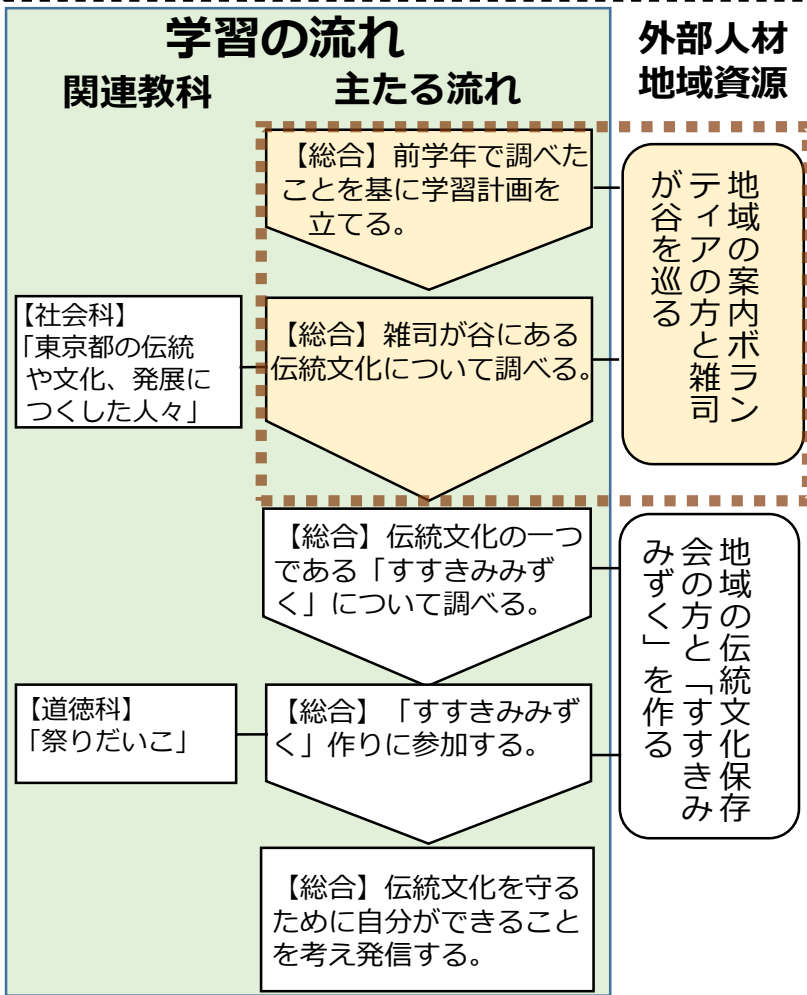 学習の流れ
関連教科
主たる流れ
外部人材
地域資源
【総合】前学年で調べた
ことを基に学習計画を
立てる。
地域の案内ボラン
ティアの方と雑司
が谷を巡る
【社会科】
「東京都の伝統
や文化、発展に
つくした人々」
【総合】雑司が谷にある
伝統文化について調べる。
【総合】伝統文化の一つ
である「すすきみみず
く」について調べる。
地域の伝統文化保存
会の方と「すすきみ
みずく」を作る
【道徳科】
「祭りだいこ」
【総合】「すすきみみず
く」作りに参加する。
【総合】伝統文化を守る
ために自分ができること
を考え発信する。